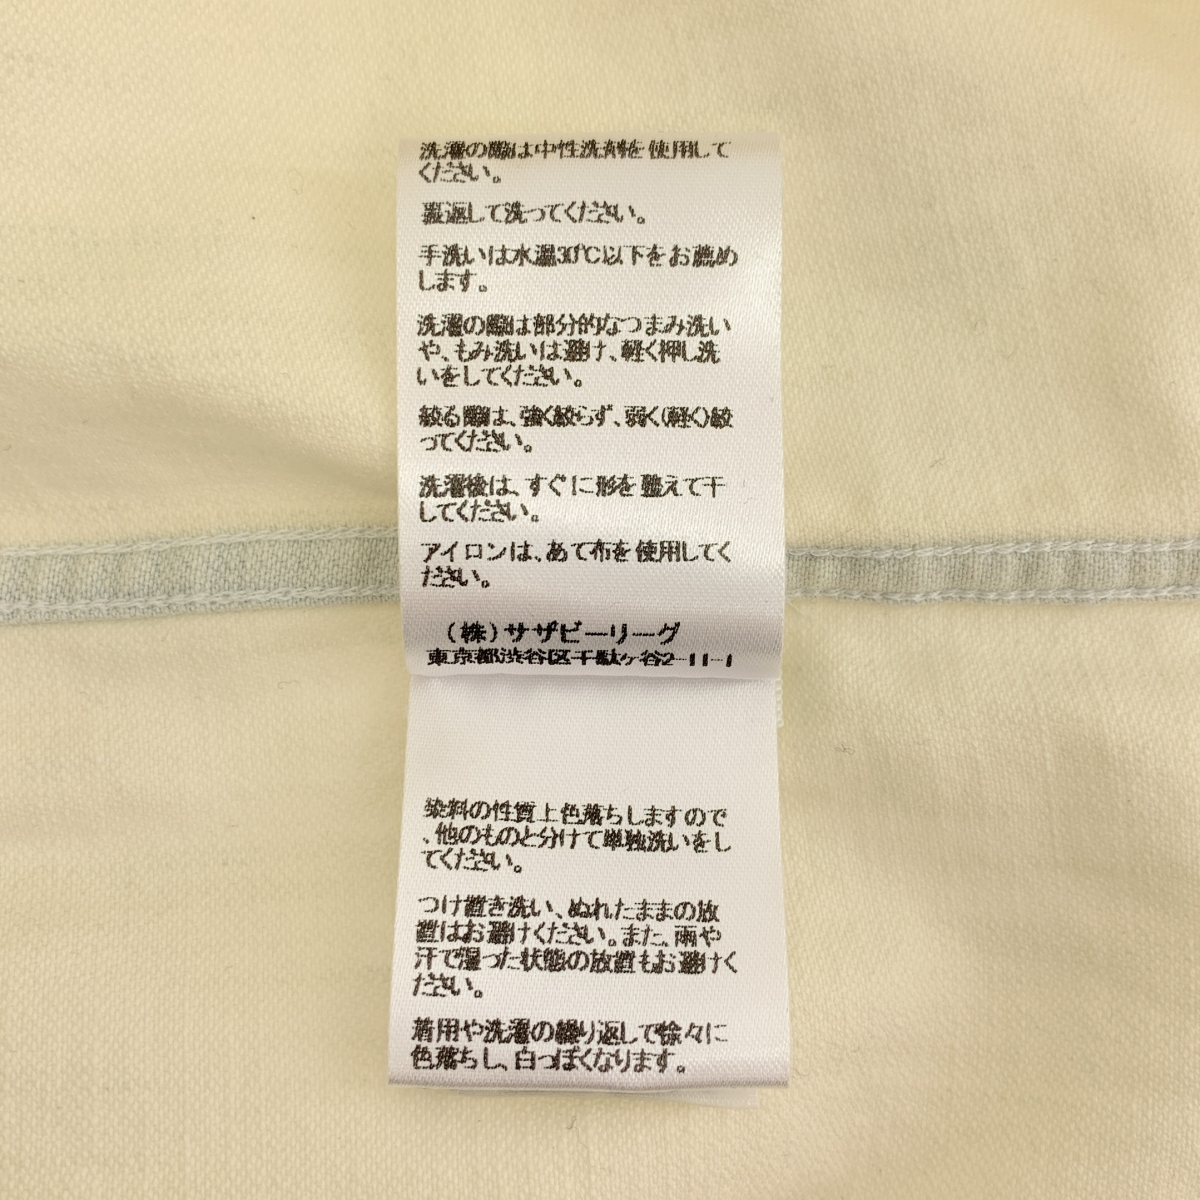 洗濯の際は中性洗剤を使用して
ください。
裏返して洗ってください。
手洗いは水温30℃以下をお薦め
します。
洗濯の際は部分的なつまみ洗い
や、もみ洗いは避け、軽く押し洗
いをしてください。
絞る際は、強く絞らず、弱く(軽く)絞
ってください。
洗濯後は、すぐに形を整えて干
してください。
アイロンは、あて布を使用してく
ださい。
(株)サザビーリーグ
東京都渋谷区千駄ヶ谷2-11-1
染料の性質上色落ちしますので
、他のものと分けて単独洗いをし
てください。
つけ置き洗い、ぬれたままの放
置はお避けください。また、雨や
汗で湿った状態の放置もお避けく
ださい。
着用や洗濯の繰り返しで徐々に
色落ちし、白っぽくなります。